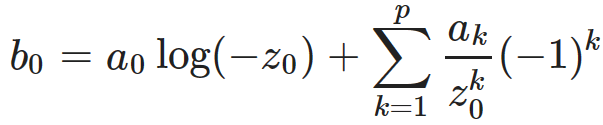 b_0 = a_0 \log(-z_0) + \sum_{k=1}^{p} \frac{a_k}{z_0^k} (-1)^k